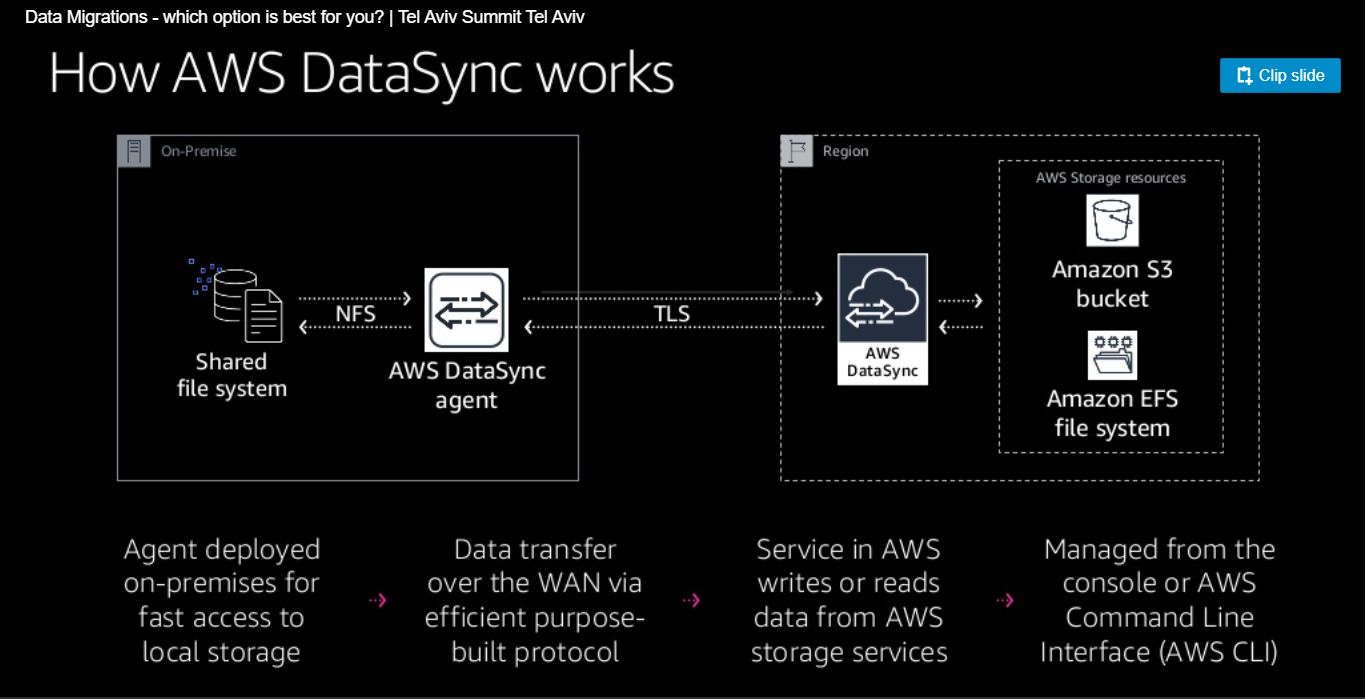 Data Migrations - which option is best for you? | Tel Aviv Summit Tel Aviv
How AWS DataSync works
Clip slide
On-Premise
Region
AWS Storage resources
Shared
file system
NFS
AWS DataSync
agent
TLS
AWS
DataSync
Amazon S3
bucket
Amazon EFS
file system
Agent deployed
on-premises for
fast access to
local storage
Data transfer
over the WAN via
efficient purpose-
built protocol
Service in AWS
writes or reads
data from AWS
storage services
Managed from the
console or AWS
Command Line
Interface (AWS CLI)